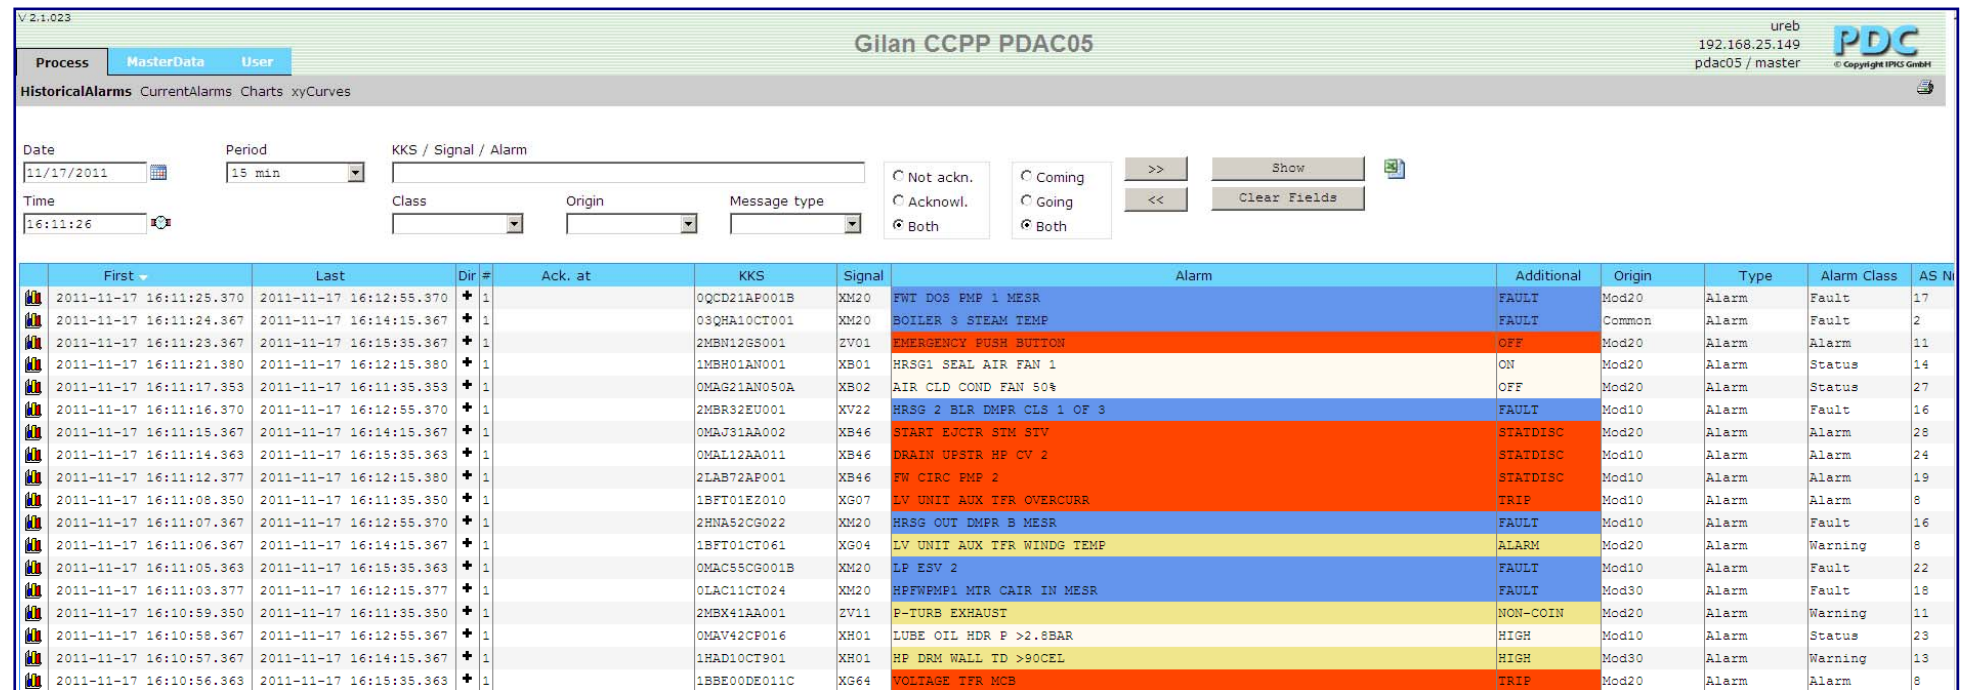 V 2.1.023
Gilan CCPP PDAC05
ureb
192.168.25.149
pdac05 / master
PDC
© Copyright IPKS GmbH
Process MasterData User
HistoricalAlarms CurrentAlarms Charts xyCurves
Date Period KKS / Signal / Alarm
11/17/2011 15 min
Not ackn. Coming >> Show
Time Class Origin Message type
Acknowl. Going << Clear Fields
16:11:26
Both Both
First Last Dir # Ack. at KKS Signal Alarm Additional Origin Type Alarm Class AS N
2011-11-17 16:11:25.370 2011-11-17 16:12:55.370 + 1 0QCD21AP001B XM20 FWT DOS PMP 1 MESR FAULT Mod20 Alarm Fault 17
2011-11-17 16:11:24.367 2011-11-17 16:14:15.367 + 1 03QHA10CT001 XM20 BOILER 3 STEAM TEMP FAULT Common Alarm Fault 2
2011-11-17 16:11:23.367 2011-11-17 16:15:35.367 + 1 2MBN12GS001 ZV01 EMERGENCY PUSH BUTTON OFF Mod20 Alarm Alarm 11
2011-11-17 16:11:21.380 2011-11-17 16:12:15.380 + 1 1MBH01AN001 XB01 HRSG1 SEAL AIR FAN 1 ON Mod20 Alarm Status 14
2011-11-17 16:11:17.353 2011-11-17 16:11:35.353 + 1 0MAG21AN050A XB02 AIR CLD COND FAN 50% OFF Mod20 Alarm Status 27
2011-11-17 16:11:16.370 2011-11-17 16:12:55.370 + 1 2MBR32EU001 XV22 HRSG 2 BLR DMPR CLS 1 OF 3 FAULT Mod10 Alarm Fault 16
2011-11-17 16:11:15.367 2011-11-17 16:14:15.367 + 1 0MAJ31AA002 XB46 START EJCTR STM STV STATDISC Mod20 Alarm Alarm 28
2011-11-17 16:11:14.363 2011-11-17 16:15:35.363 + 1 0MAL12AA011 XB46 DRAIN UPSTR HP CV 2 STATDISC Mod10 Alarm Alarm 24
2011-11-17 16:11:12.377 2011-11-17 16:12:15.380 + 1 2LAB72AP001 XB46 FW CIRC PMP 2 STATDISC Mod10 Alarm Alarm 19
2011-11-17 16:11:08.350 2011-11-17 16:11:35.350 + 1 1BFT01EZ010 XG07 LV UNIT AUX TFR OVERCURR TRIP Mod10 Alarm Alarm 8
2011-11-17 16:11:07.367 2011-11-17 16:12:55.370 + 1 2HNA52CG022 XM20 HRSG OUT DMPR B MESR FAULT Mod10 Alarm Fault 16
2011-11-17 16:11:06.367 2011-11-17 16:14:15.367 + 1 1BFT01CT061 XG04 LV UNIT AUX TFR WINDG TEMP ALARM Mod20 Alarm Warning 8
2011-11-17 16:11:05.363 2011-11-17 16:15:35.363 + 1 0MAC55CG001B XM20 LP ESV 2 FAULT Mod10 Alarm Fault 22
2011-11-17 16:11:03.377 2011-11-17 16:12:15.377 + 1 0LAC11CT024 XM20 HPFWPMP1 MTR CAIR IN MESR FAULT Mod30 Alarm Fault 18
2011-11-17 16:10:59.350 2011-11-17 16:11:35.350 + 1 2MBX41AA001 ZV11 P-TURB EXHAUST NON-COIN Mod20 Alarm Warning 11
2011-11-17 16:10:58.367 2011-11-17 16:12:55.367 + 1 0MAV42CP016 XH01 LUBE OIL HDR P >2.8BAR HIGH Mod10 Alarm Status 23
2011-11-17 16:10:57.367 2011-11-17 16:14:15.367 + 1 1HAD10CT901 XH01 HP DRM WALL TD >90CEL HIGH Mod30 Alarm Warning 13
2011-11-17 16:10:56.363 2011-11-17 16:15:35.363 + 1 1BBE00DE011C XG64 VOLTAGE TFR MCB TRIP Mod20 Alarm Alarm 8